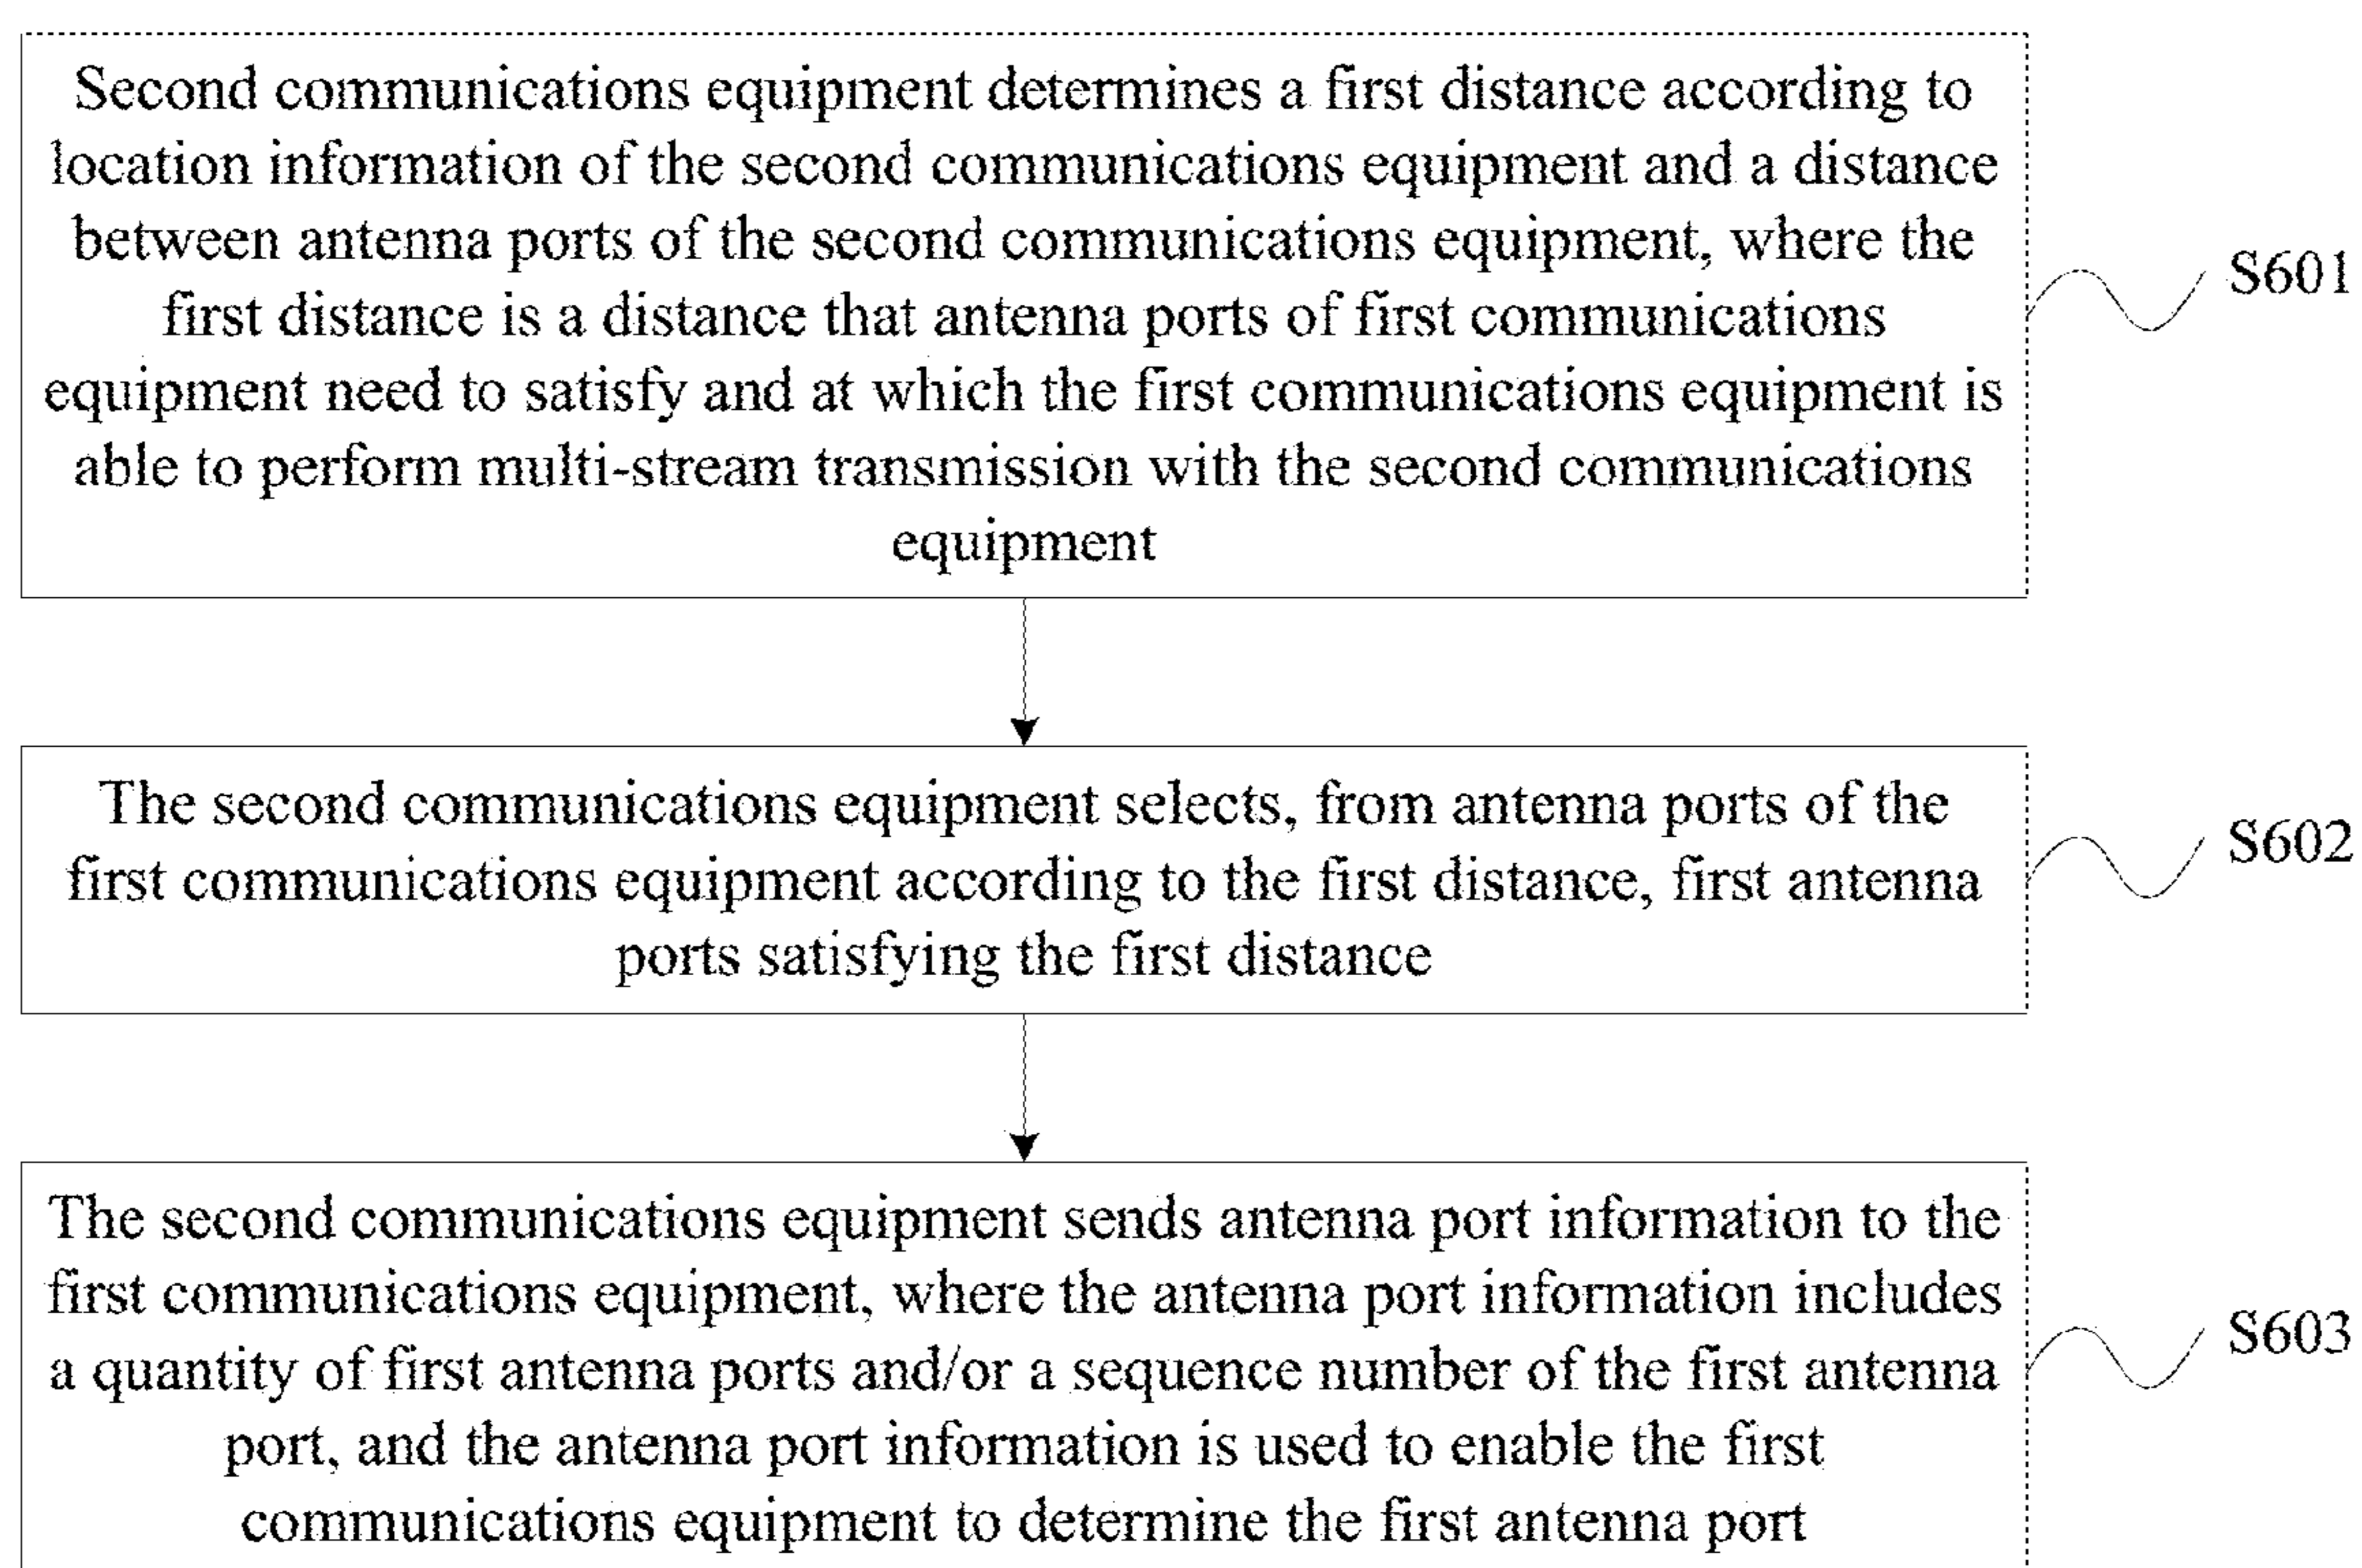 Second communications equipment determines a first distance according to
location information of the second communications equipment and a distance
between antenna ports of the second communications equipment, where the
first distance is a distance that antenna ports of first communications
equipment need to satisfy and at which the first communications equipment is
able to perform multi-stream transmission with the second communications
equipment
S601
The second communications equipment selects, from antenna ports of the
first communications equipment according to the first distance, first antenna
ports satisfying the first distance
S602
The second communications equipment sends antenna port information to the
first communications equipment, where the antenna port information includes
a quantity of first antenna ports and/or a sequence number of the first antenna
port, and the antenna port information is used to enable the first
communications equipment to determine the first antenna port
S603